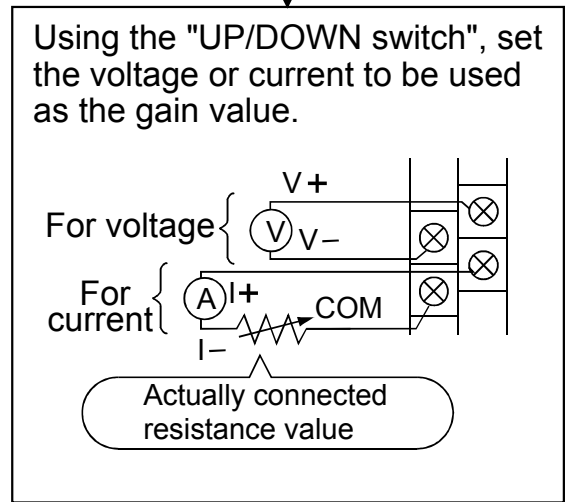 Using the "UP/DOWN switch", set
the voltage or current to be used
as the gain value.
V+
For voltage
V
V−
For
current
A
I+
COM
I−
Actually connected
resistance value